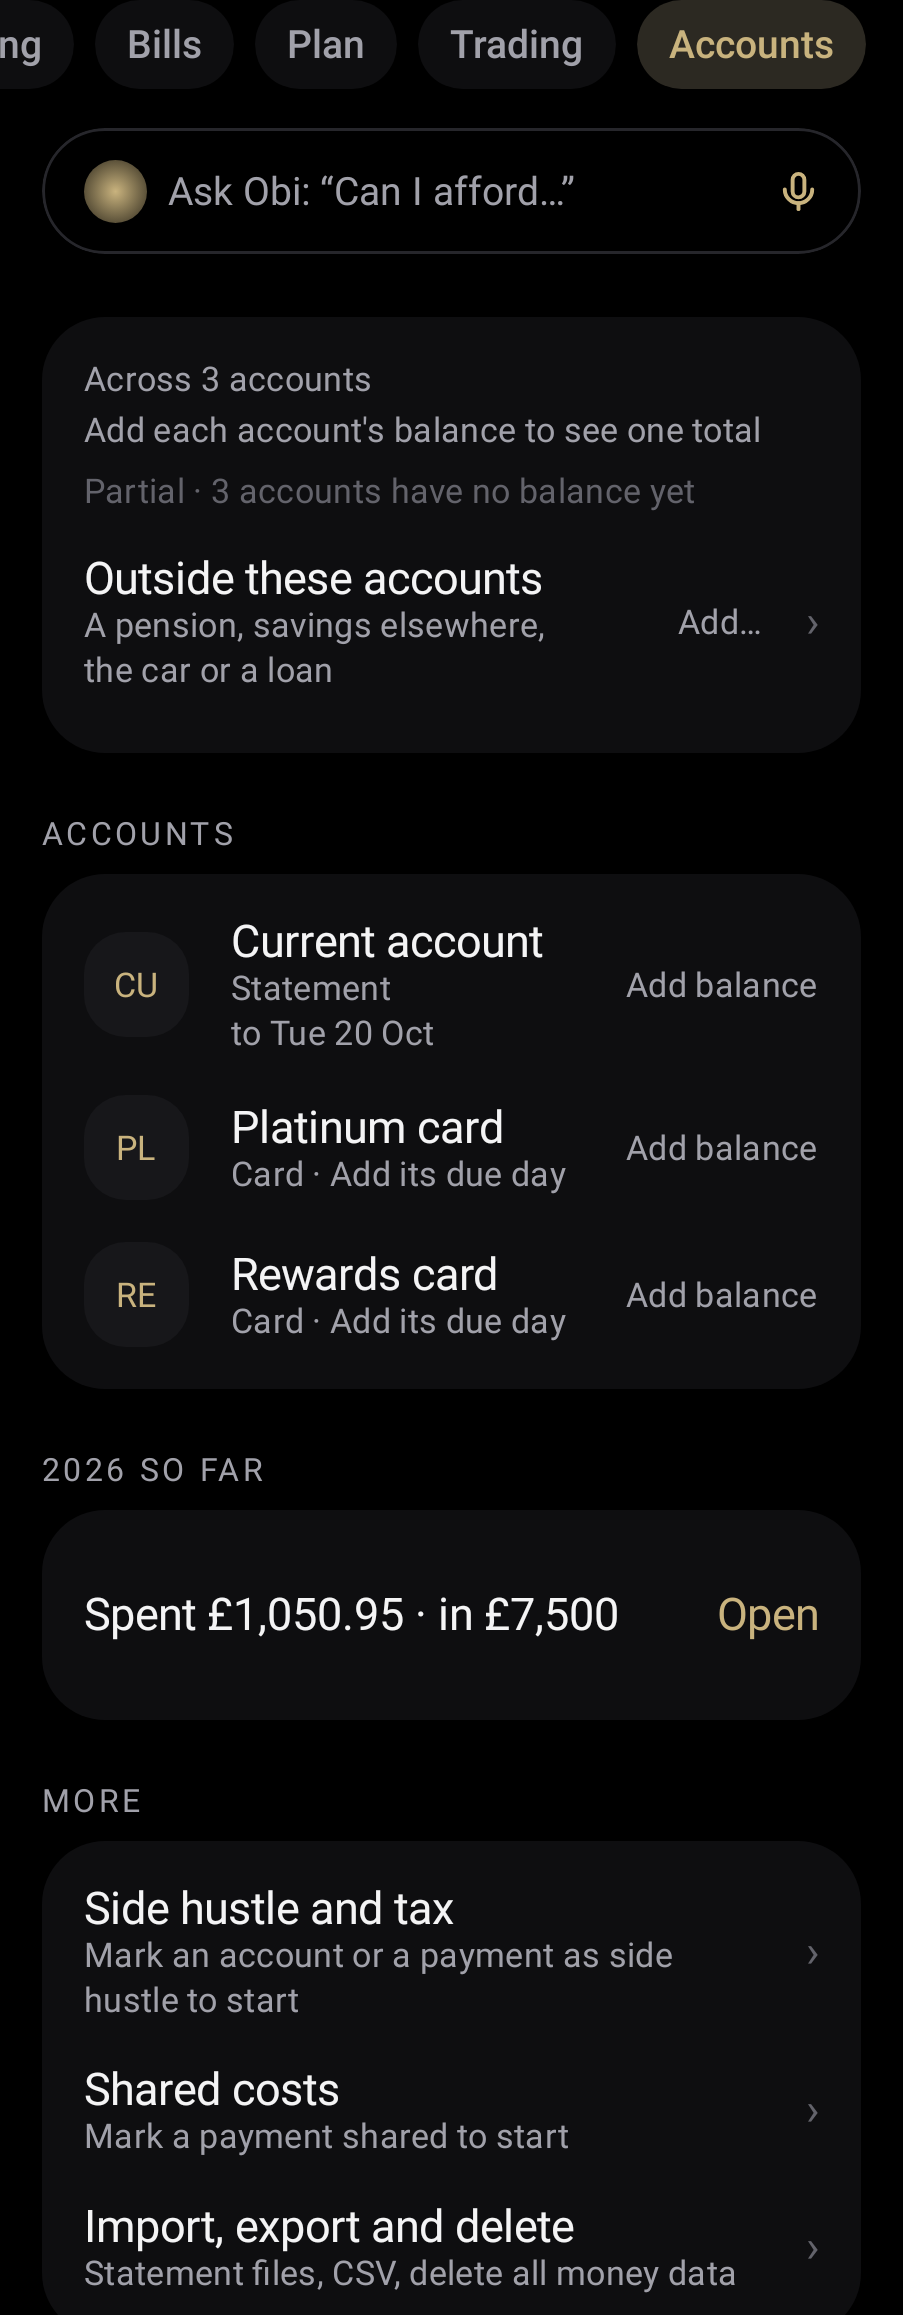 ng
Bills
Plan
Trading
Accounts
Ask Obi: “Can I afford…”
Across 3 accounts
Add each account's balance to see one total
Partial · 3 accounts have no balance yet
Outside these accounts
A pension, savings elsewhere,
the car or a loan
Add… ›
ACCOUNTS
CU
Current account
Statement
to Tue 20 Oct
Add balance
PL
Platinum card
Card · Add its due day
Add balance
RE
Rewards card
Card · Add its due day
Add balance
2026 SO FAR
Spent £1,050.95 · in £7,500
Open
MORE
Side hustle and tax
Mark an account or a payment as side
hustle to start
›
Shared costs
Mark a payment shared to start
›
Import, export and delete
Statement files, CSV, delete all money data
›